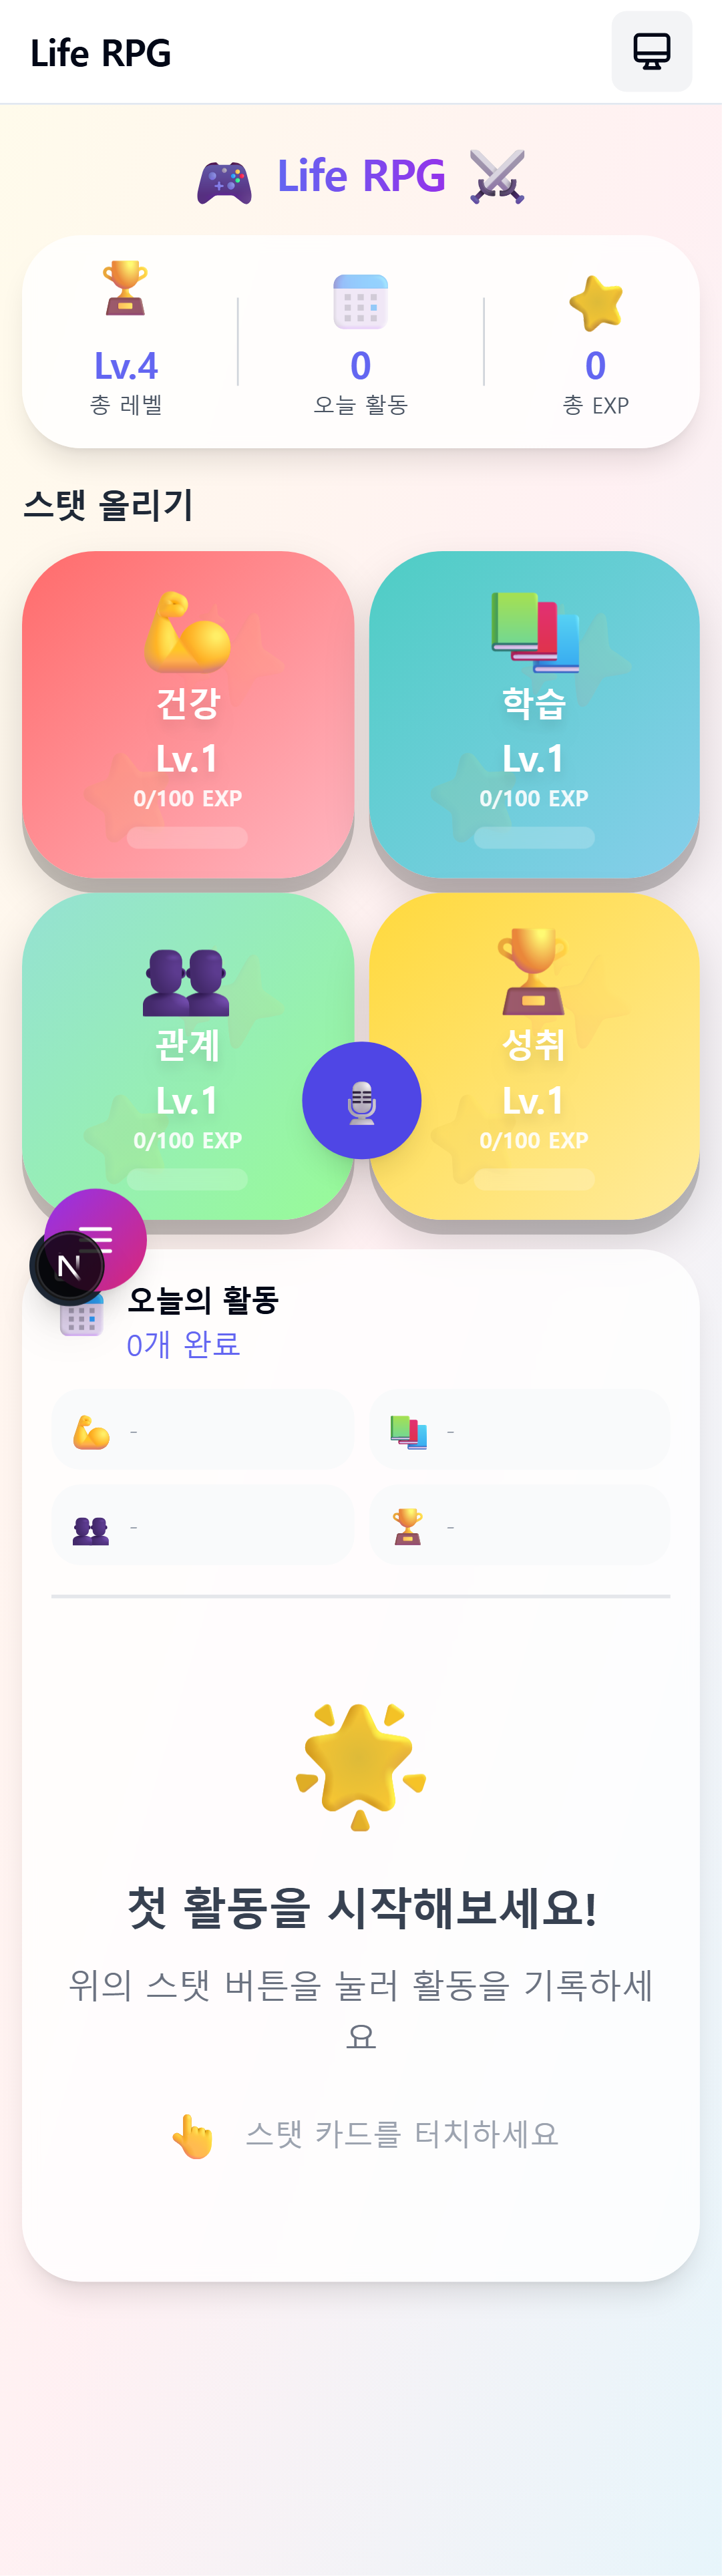 Life RPG
Life RPG
Lv.4
총 레벨
0
오늘 활동
0
총 EXP
스탯 올리기
건강
Lv.1
0/100 EXP
학습
Lv.1
0/100 EXP
관계
Lv.1
0/100 EXP
성취
Lv.1
0/100 EXP
N
오늘의 활동
0개 완료
-
-
-
-
첫 활동을 시작해보세요!
위의 스탯 버튼을 눌러 활동을 기록하세
요
스탯 카드를 터치하세요